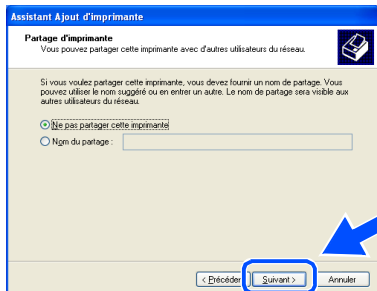 Assistant Ajout d'imprimante
Partage d'imprimante
Vous pouvez partager cette imprimante avec d'autres utilisateurs du réseau.
Si vous voulez partager cette imprimante, vous devez fournir un nom de partage. Vous
pouvez utiliser le nom suggéré ou en entrer un autre. Le nom de partage sera visible aux
autres utilisateurs du réseau.
Ne pas partager cette imprimante
Nom du partage :
< Précéder
Suivant >
Annuler